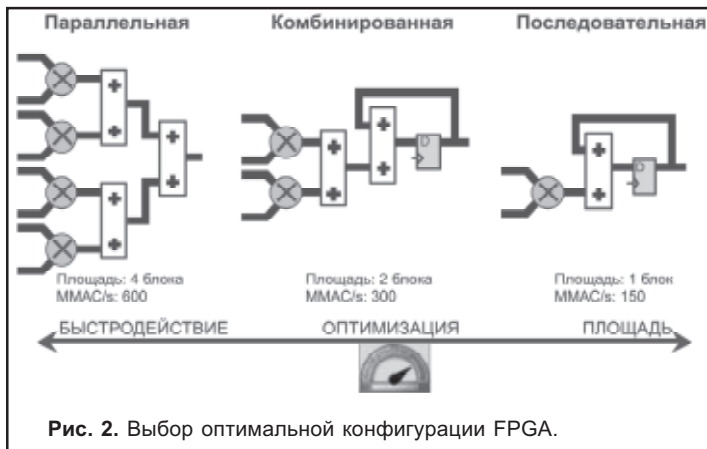 Параллельная
Комбинированная
Последовательная
Площадь: 4 блока
MMAC/s: 600
Площадь: 2 блока
MMAC/s: 300
Площадь: 1 блок
MMAC/s: 150
БЫСТРОДЕЙСТВИЕ
ОПТИМИЗАЦИЯ
ПЛОЩАДЬ
Рис. 2. Выбор оптимальной конфигурации FPGA.